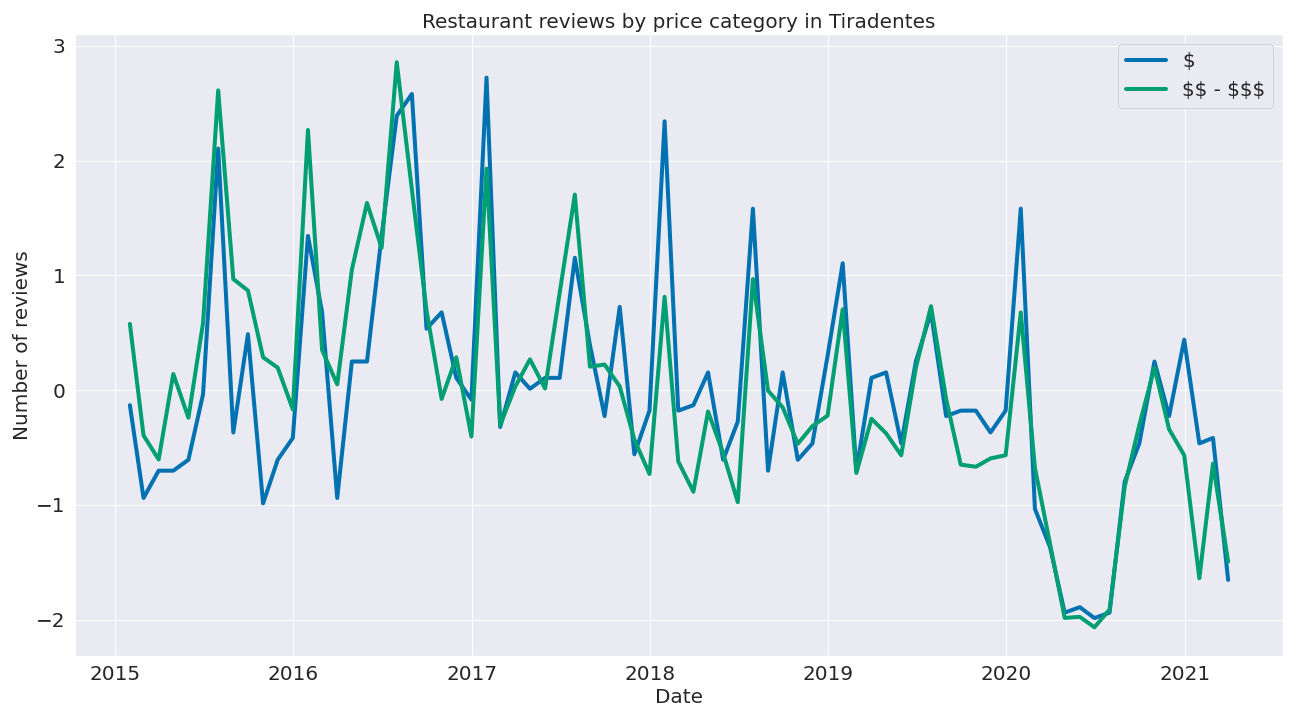 Restaurant reviews by price category in Tiradentes
$
$$ - $$$
Number of reviews
3
2
1
0
−1
−2
2015 2016 2017 2018 2019 2020 2021
Date